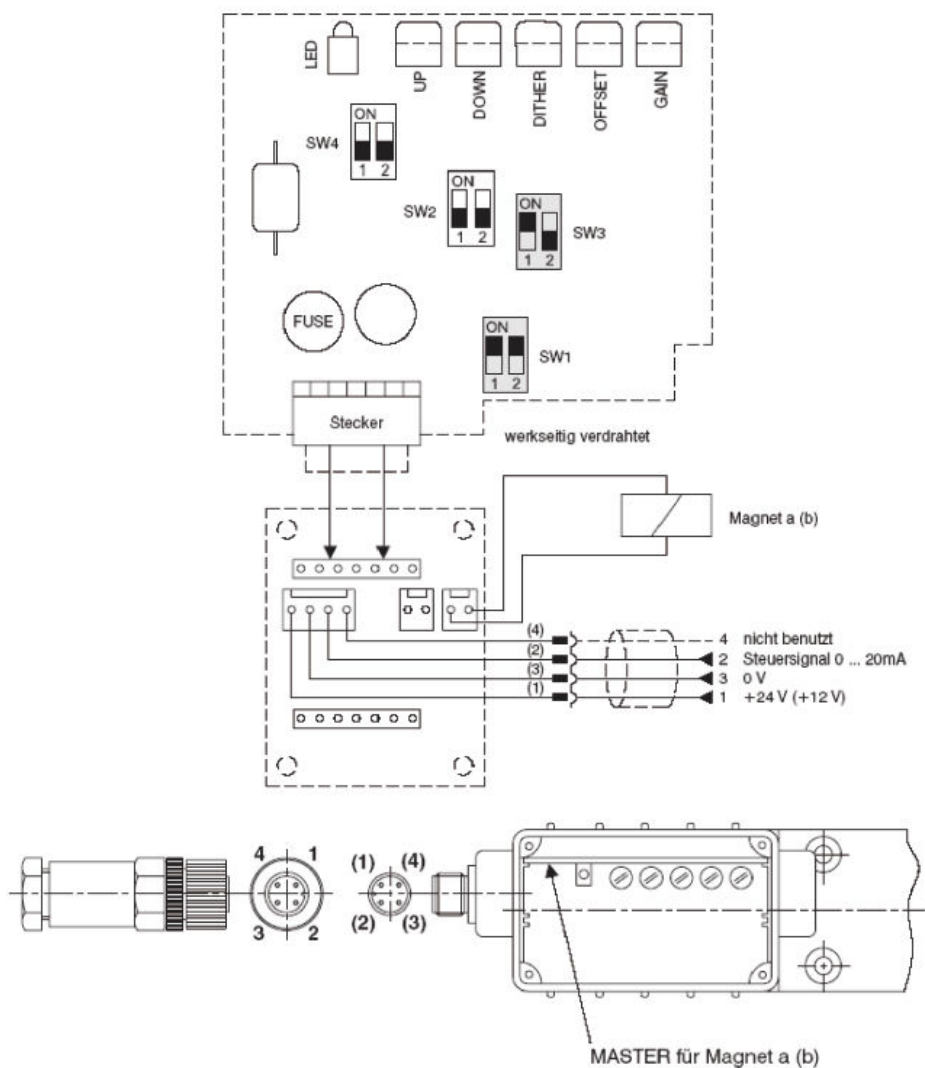 LED
UP
DOWN
DITHER
OFFSET
GAIN
ON
SW4
1 2
ON
SW2
1 2
ON
SW3
1 2
FUSE
ON
SW1
1 2
Stecker
werkseitig verdrahtet
Magnet a (b)
(4) 4 nicht benutzt
(2) 2 Steuersignal 0 ... 20mA
(3) 3 0 V
(1) 1 +24 V (+12 V)
4 1
3 2
(1) (4)
(2) (3)
MASTER für Magnet a (b)